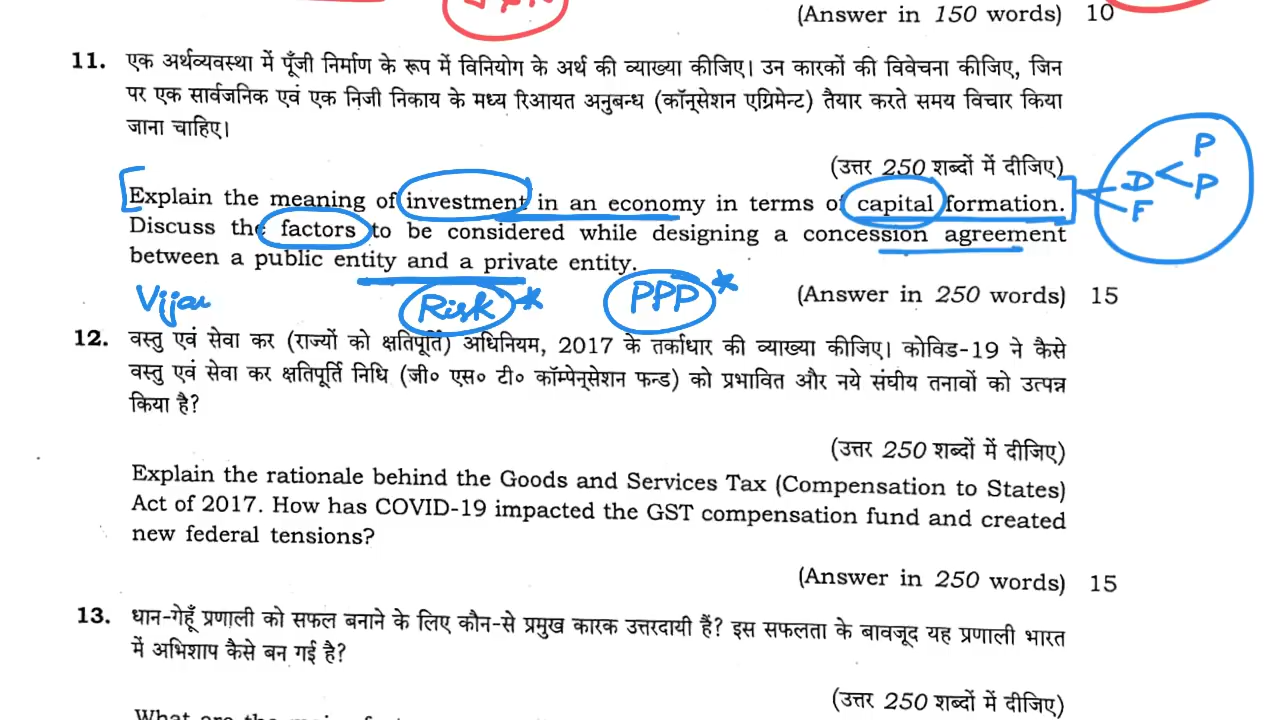 (Answer in 150 words) 10
11. एक अर्थव्यवस्था में पूँजी निर्माण के रूप में विनियोग के अर्थ की व्याख्या कीजिए। उन कारकों की विवेचना कीजिए, जिन
पर एक सार्वजनिक एवं एक निजी निकाय के मध्य रिआयत अनुबन्ध (कॉन्सेशन एग्रिमेन्ट) तैयार करते समय विचार किया
जाना चाहिए।
(उत्तर 250 शब्दों में दीजिए)
Explain the meaning of investment in an economy in terms of capital formation.
Discuss the factors to be considered while designing a concession agreement
between a public entity and a private entity.
P
D P
F
(Answer in 250 words) 15
Risk
PPP
12. वस्तु एवं सेवा कर (राज्यों को क्षतिपूर्ति) अधिनियम, 2017 के तर्काधार की व्याख्या कीजिए। कोविड-19 ने कैसे
वस्तु एवं सेवा कर क्षतिपूर्ति निधि (जी० एस० टी० कॉम्पेन्सेशन फन्ड) को प्रभावित और नये संघीय तनावों को उत्पन्न
किया है?
(उत्तर 250 शब्दों में दीजिए)
Explain the rationale behind the Goods and Services Tax (Compensation to States)
Act of 2017. How has COVID-19 impacted the GST compensation fund and created
new federal tensions?
(Answer in 250 words) 15
13. धान-गेहूँ प्रणाली को सफल बनाने के लिए कौन-से प्रमुख कारक उत्तरदायी हैं? इस सफलता के बावजूद यह प्रणाली भारत
में अभिशाप कैसे बन गई है?
(उत्तर 250 शब्दों में दीजिए)